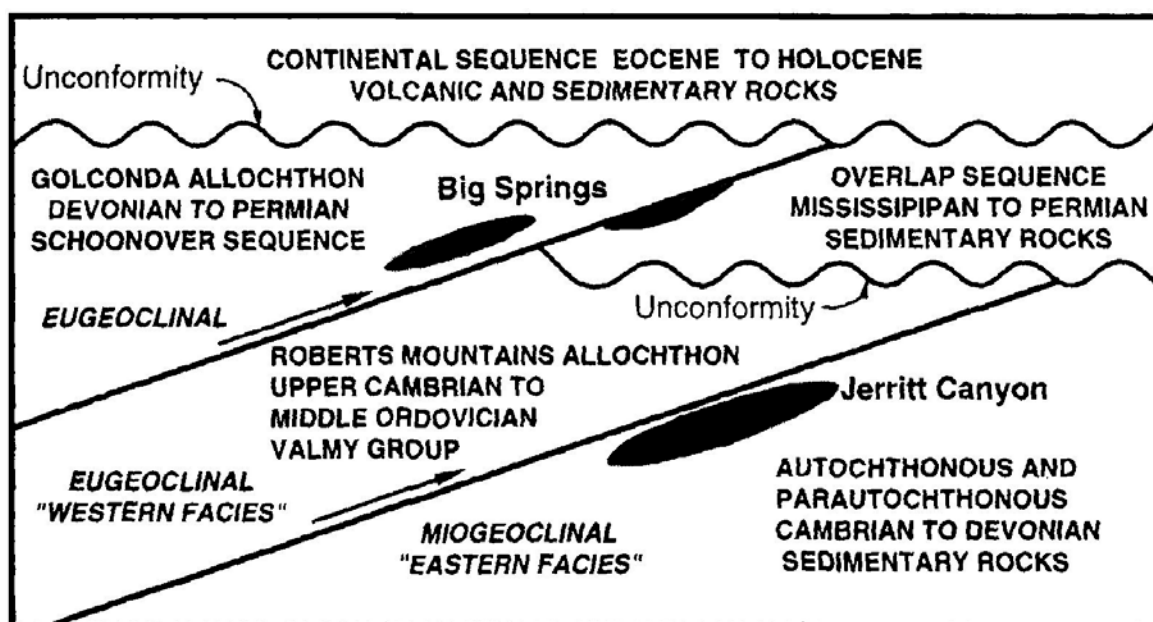 CONTINENTAL SEQUENCE EOCENE TO HOLOCENE
VOLCANIC AND SEDIMENTARY ROCKS
Unconformity
GOLCONDA ALLOCHTHON
DEVONIAN TO PERMIAN
SCHOONOVER SEQUENCE
Big Springs
OVERLAP SEQUENCE
MISSISSIPIPAN TO PERMIAN
SEDIMENTARY ROCKS
EUGEOCLINAL
Unconformity
ROBERTS MOUNTAINS ALLOCHTHON
UPPER CAMBRIAN TO
MIDDLE ORDOVICIAN
VALMY GROUP
Jerritt Canyon
EUGEOCLINAL
"WESTERN FACIES"
MIOGEOCLINAL
"EASTERN FACIES"
AUTOCHTHONOUS AND
PARAUTOCHTHONOUS
CAMBRIAN TO DEVONIAN
SEDIMENTARY ROCKS